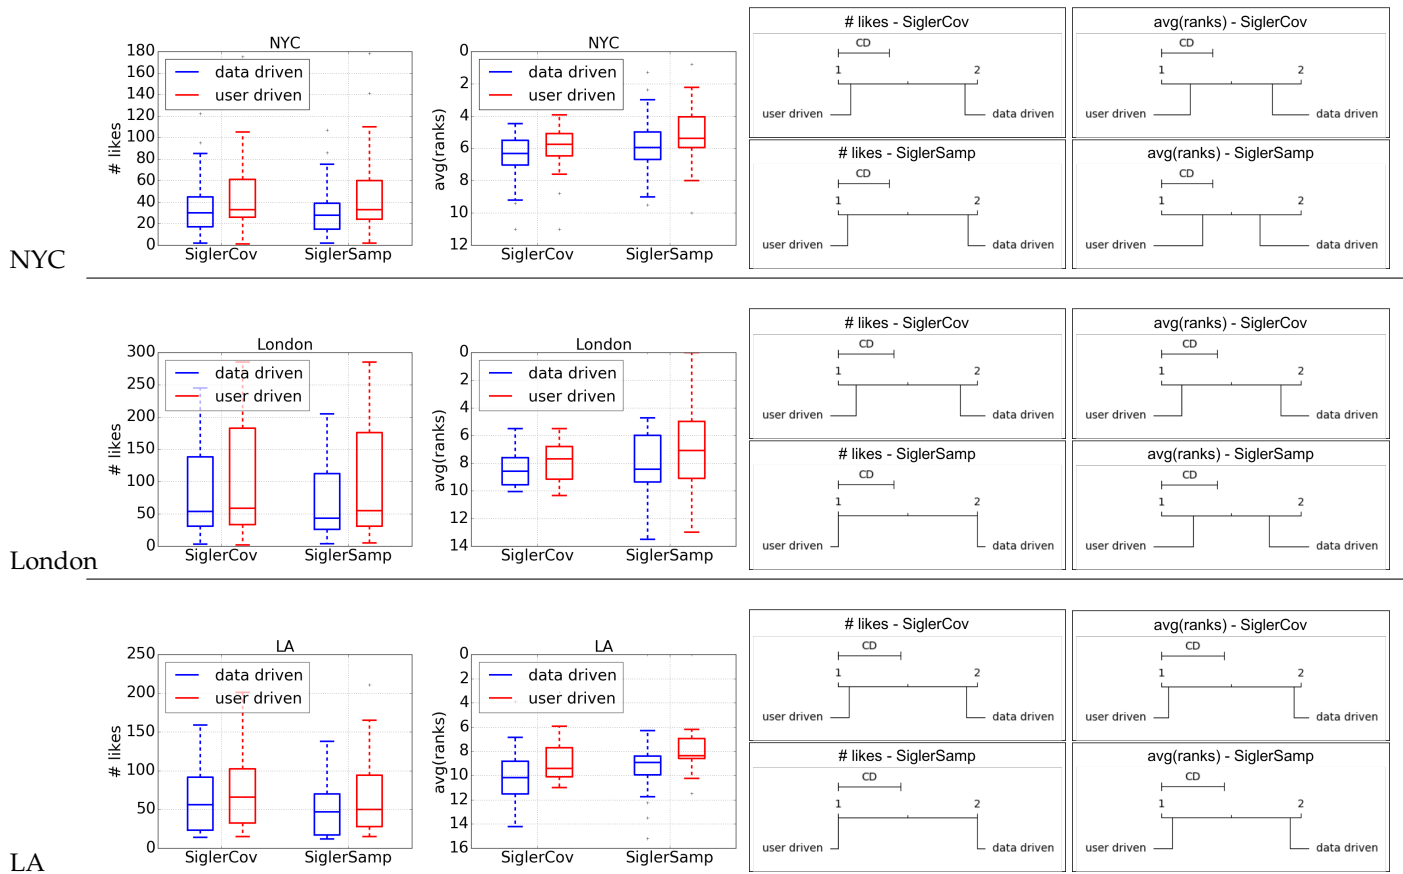 NYC
180
160
140
120
100
80
60
40
20
0
# likes
data driven
user driven
SiglerCov SiglerSamp
NYC
0
2
4
6
8
10
12
avg(ranks)
data driven
user driven
SiglerCov SiglerSamp
# likes - SiglerCov
CD
1 2
user driven data driven
avg(ranks) - SiglerCov
CD
1 2
user driven data driven
# likes - SiglerSamp
CD
1 2
user driven data driven
avg(ranks) - SiglerSamp
CD
1 2
user driven data driven
NYC
London
300
250
200
150
100
50
0
# likes
data driven
user driven
SiglerCov SiglerSamp
London
0
2
4
6
8
10
12
14
avg(ranks)
data driven
user driven
SiglerCov SiglerSamp
# likes - SiglerCov
CD
1 2
user driven data driven
avg(ranks) - SiglerCov
CD
1 2
user driven data driven
# likes - SiglerSamp
CD
1 2
user driven data driven
avg(ranks) - SiglerSamp
CD
1 2
user driven data driven
London
LA
250
200
150
100
50
0
# likes
data driven
user driven
SiglerCov SiglerSamp
LA
0
2
4
6
8
10
12
14
16
avg(ranks)
data driven
user driven
SiglerCov SiglerSamp
# likes - SiglerCov
CD
1 2
user driven data driven
avg(ranks) - SiglerCov
CD
1 2
user driven data driven
# likes - SiglerSamp
CD
1 2
user driven data driven
avg(ranks) - SiglerSamp
CD
1 2
user driven data driven
LA